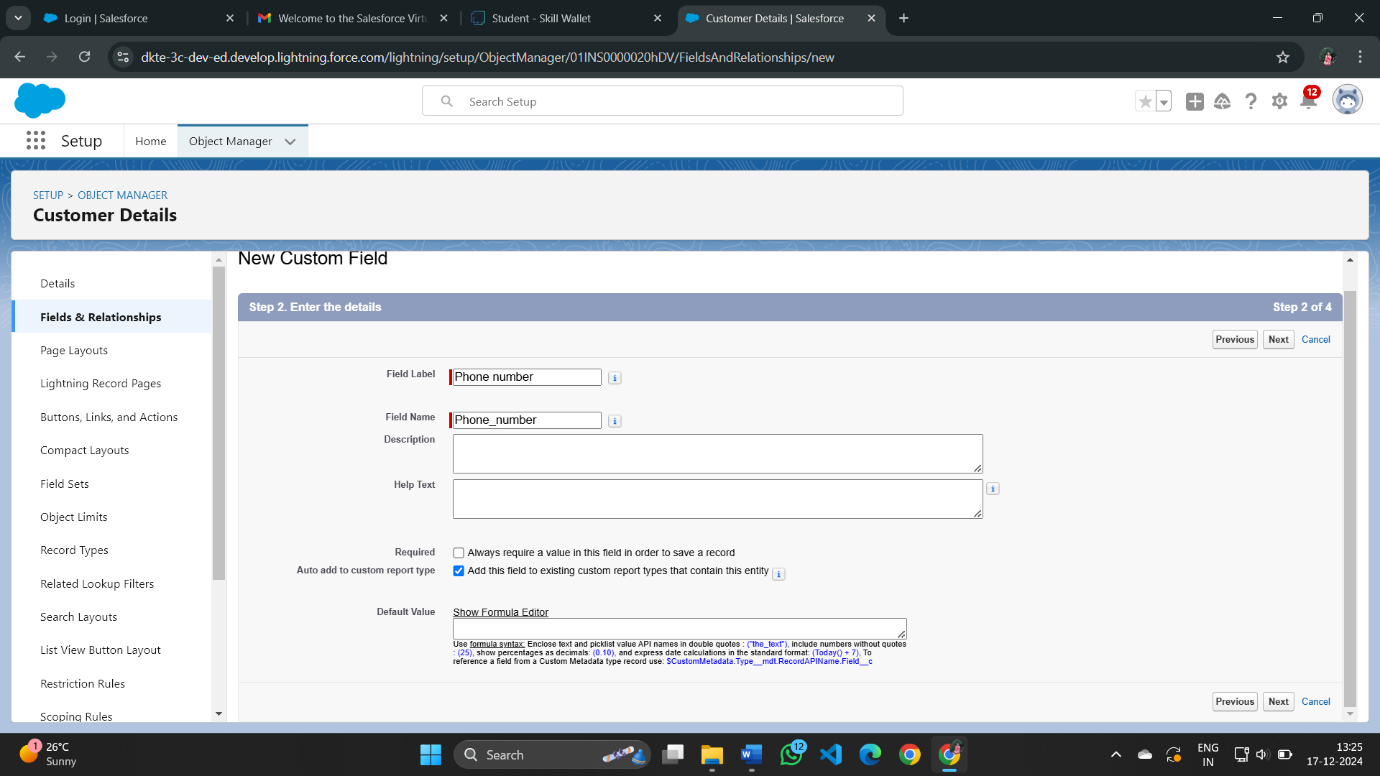 Login | Salesforce
Welcome to the Salesforce Virtu
Student - Skill Wallet
Customer Details | Salesforce
dkte-3c-dev-ed.develop.lightning.force.com/lightning/setup/ObjectManager/01INS0000020hDV/FieldsAndRelationships/new
Search Setup
12
Setup
Home
Object Manager
SETUP > OBJECT MANAGER
Customer Details
Details
Fields & Relationships
Page Layouts
Lightning Record Pages
Buttons, Links, and Actions
Compact Layouts
Field Sets
Object Limits
Record Types
Related Lookup Filters
Search Layouts
List View Button Layout
Restriction Rules
Scoping Rules
New Custom Field
Step 2. Enter the details Step 2 of 4
Previous Next Cancel
Field Label Phone number i
Field Name Phone_number i
Description
Help Text i
Required Always require a value in this field in order to save a record
Auto add to custom report type Add this field to existing custom report types that contain this entity i
Default Value Show Formula Editor
Use formula syntax: Enclose text and picklist value API names in double quotes : ("the_text"), include numbers without quotes
: (25), show percentages as decimals: (0.10), and express date calculations in the standard format: (Today() + 7), To
reference a field from a Custom Metadata type record use: $CustomMetadata.Type__mdt.RecordAPIName.Field__c
Previous Next Cancel
1
26°C
Sunny
Search
12
ENG
IN
13:25
17-12-2024